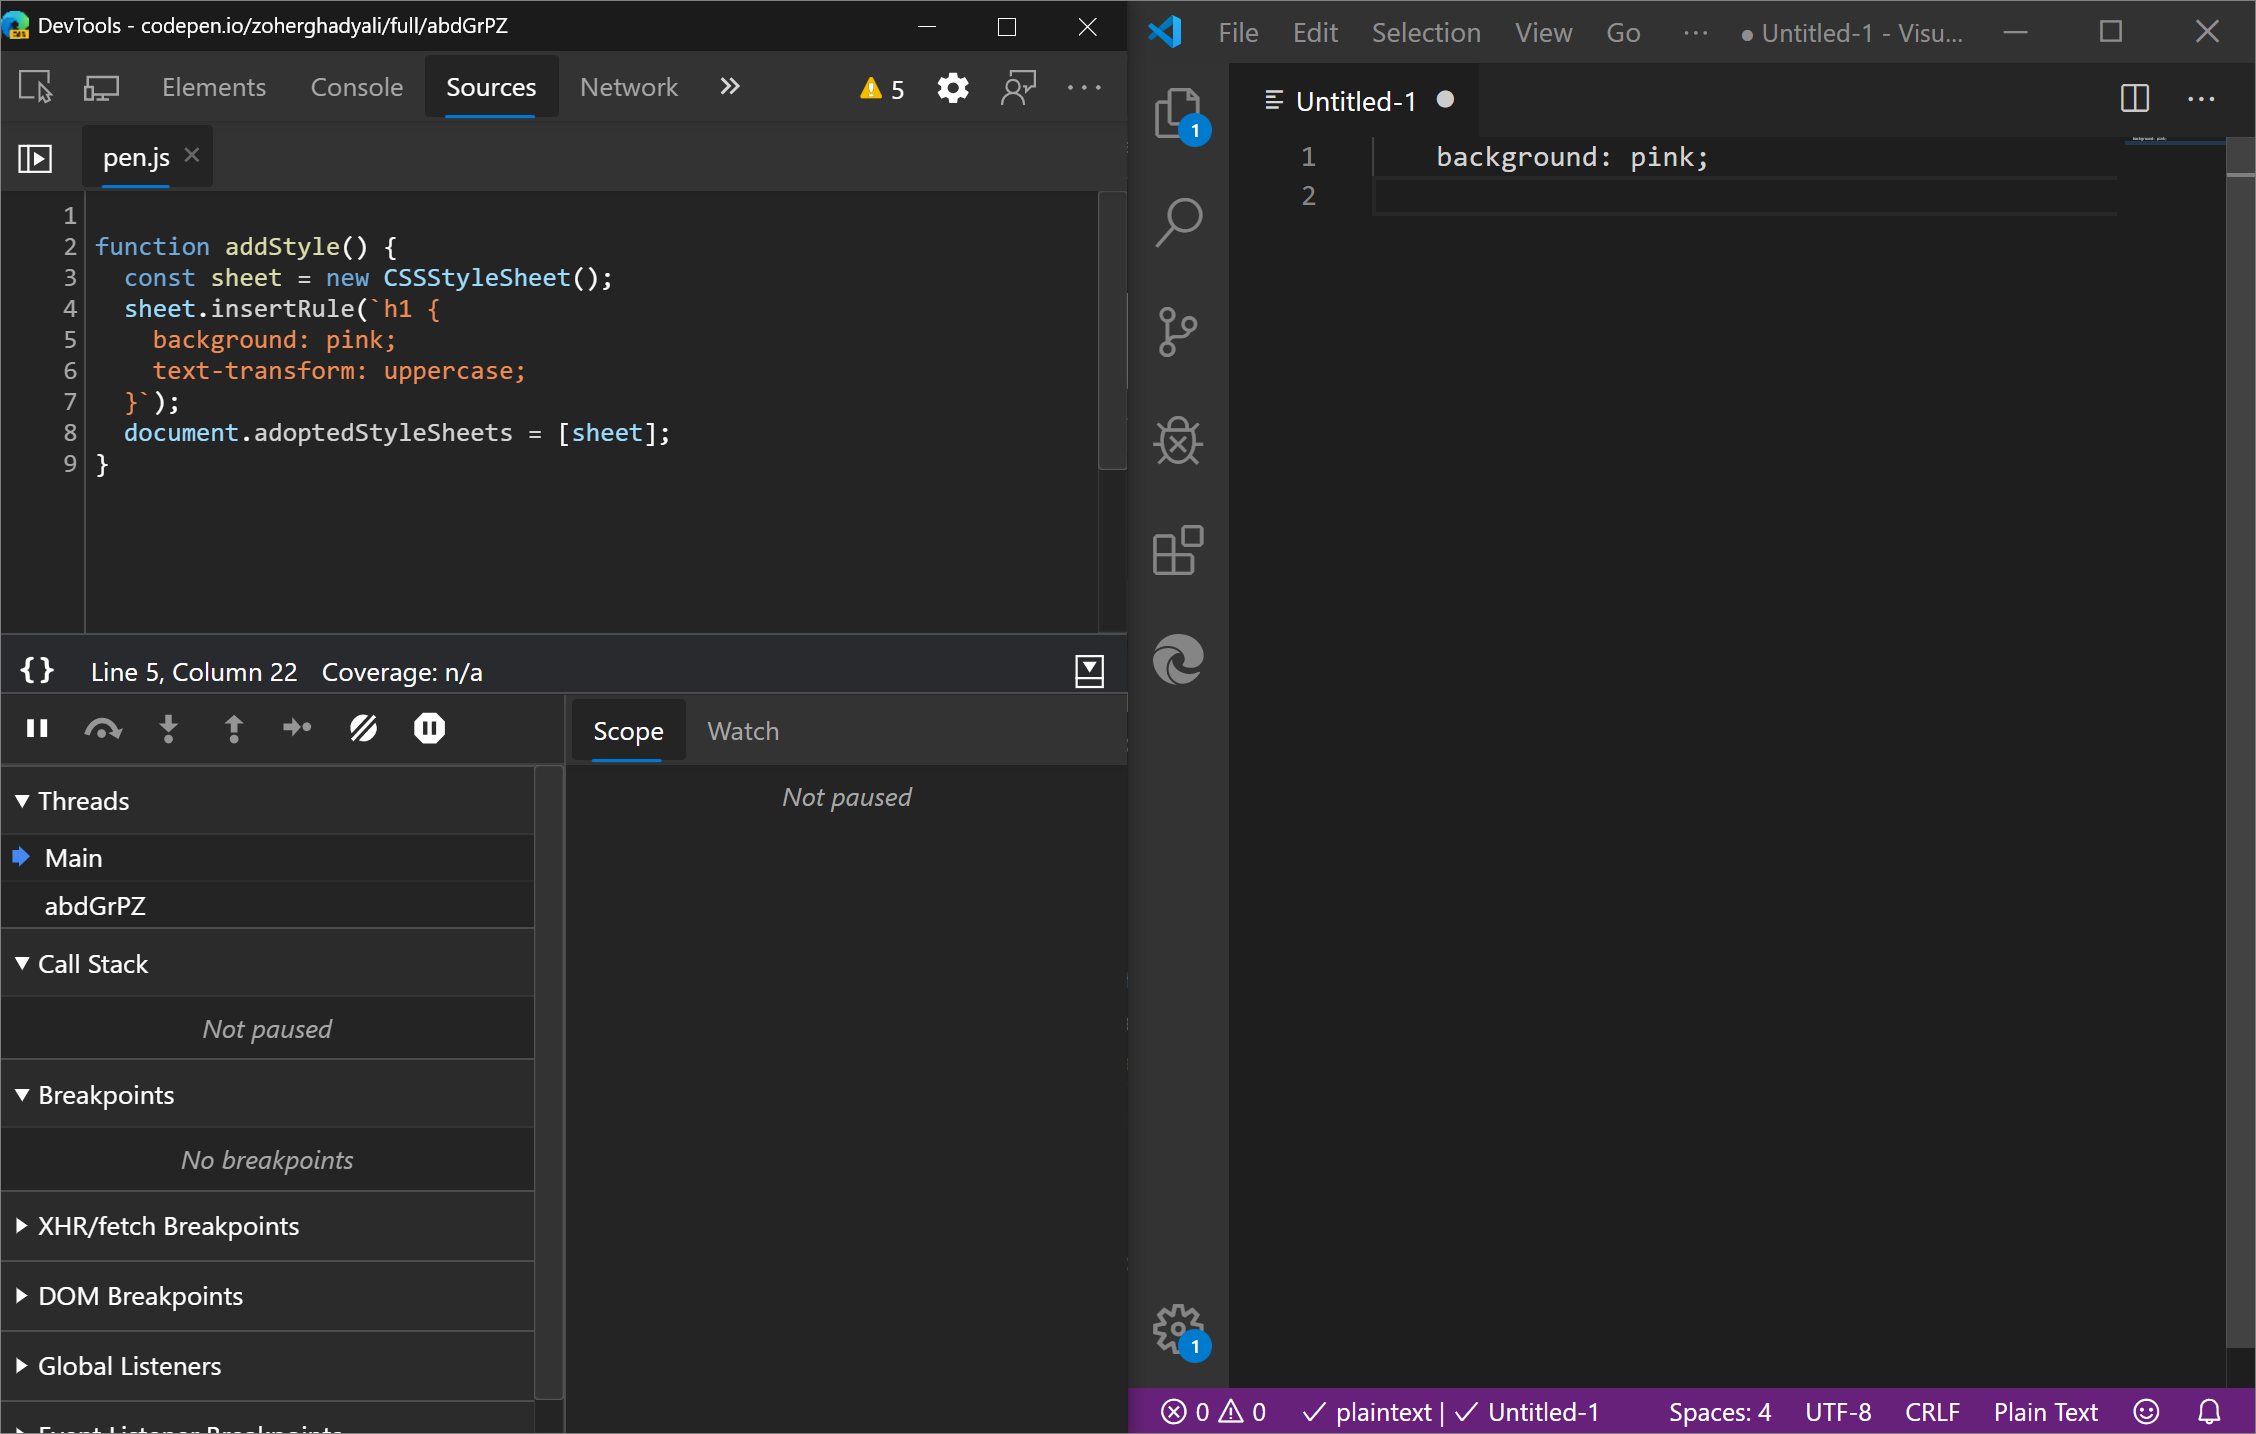 DevTools - codepen.io/zoherghadyali/full/abdGrPZ
Elements Console Sources Network 5
pen.js
1
2 function addStyle() {
3 const sheet = new CSSStyleSheet();
4 sheet.insertRule(`h1 {
5 background: pink;
6 text-transform: uppercase;
7 }`);
8 document.adoptedStyleSheets = [sheet];
9 }
{} Line 5, Column 22 Coverage: n/a
Scope Watch
Not paused
Threads
Main
abdGrPZ
Call Stack
Not paused
Breakpoints
No breakpoints
XHR/fetch Breakpoints
DOM Breakpoints
Global Listeners
Event Listener Breakpoints
File Edit Selection View Go ··· ● Untitled-1 - Visu...
Untitled-1
1
1 background: pink;
2
1
0 0 plaintext | Untitled-1 Spaces: 4 UTF-8 CRLF Plain Text